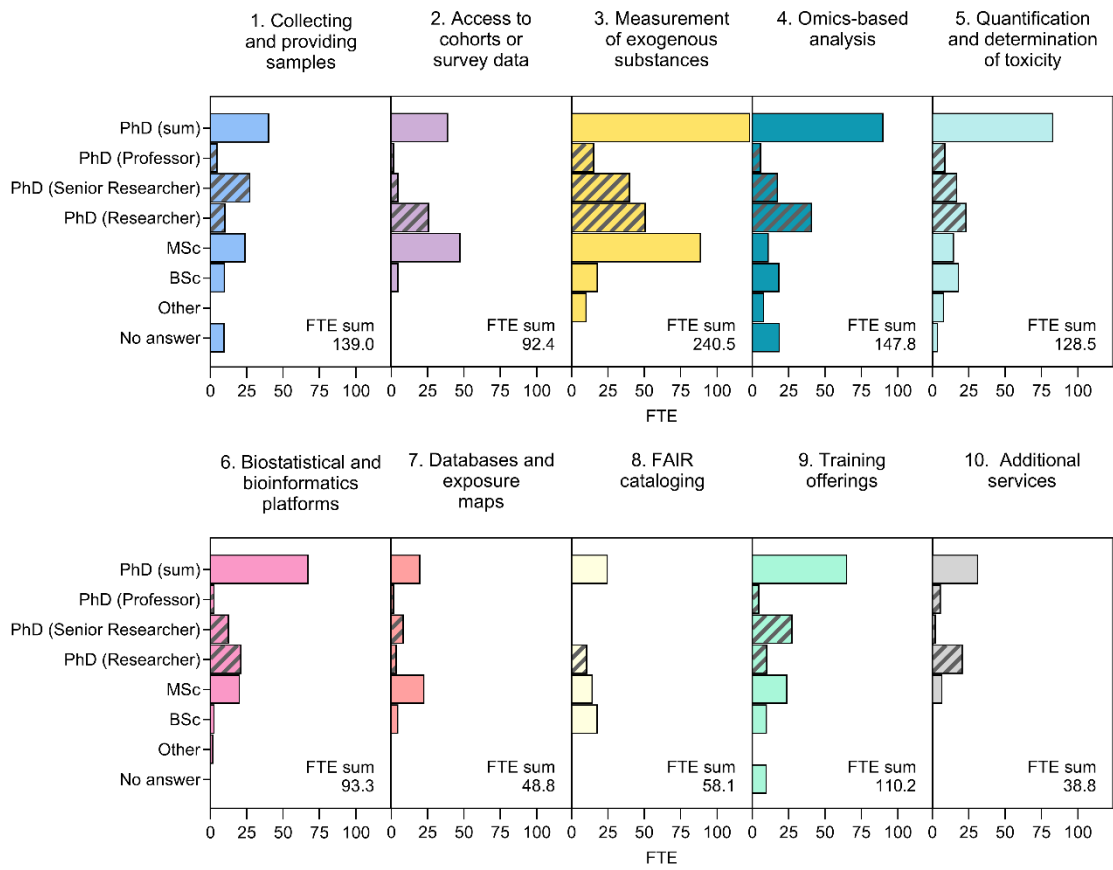 1. Collecting
and providing
samples
2. Access to
cohorts or
survey data
3. Measurement
of exogenous
substances
4. Omics-based
analysis
5. Quantification
and determination
of toxicity
PhD (sum)
PhD (Professor)
PhD (Senior Researcher)
PhD (Researcher)
MSc
BSc
Other
No answer
FTE sum
139.0
FTE sum
92.4
FTE sum
240.5
FTE sum
147.8
FTE sum
128.5
0 25 50 75 100
0 25 50 75 100
0 25 50 75 100
0 25 50 75 100
0 25 50 75 100
FTE
6. Biostatistical and
bioinformatics
platforms
7. Databases and
exposure
maps
8. FAIR
cataloging
9. Training
offerings
10. Additional
services
PhD (sum)
PhD (Professor)
PhD (Senior Researcher)
PhD (Researcher)
MSc
BSc
Other
No answer
FTE sum
93.3
FTE sum
48.8
FTE sum
58.1
FTE sum
110.2
FTE sum
38.8
0 25 50 75 100
0 25 50 75 100
0 25 50 75 100
0 25 50 75 100
0 25 50 75 100
FTE